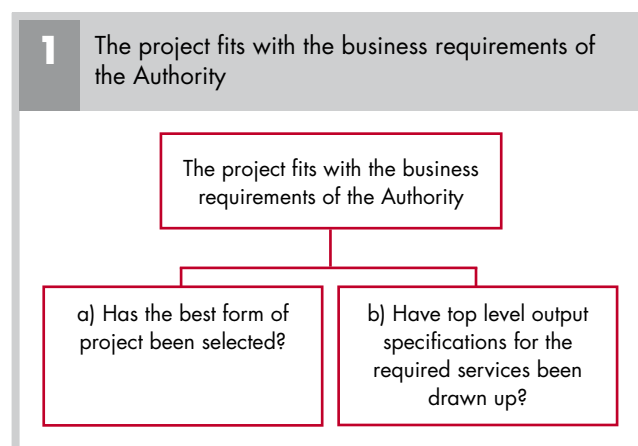 1
The project fits with the business requirements of
the Authority
The project fits with the business
requirements of the Authority
a) Has the best form of
project been selected?
b) Have top level output
specifications for the
required services been
drawn up?